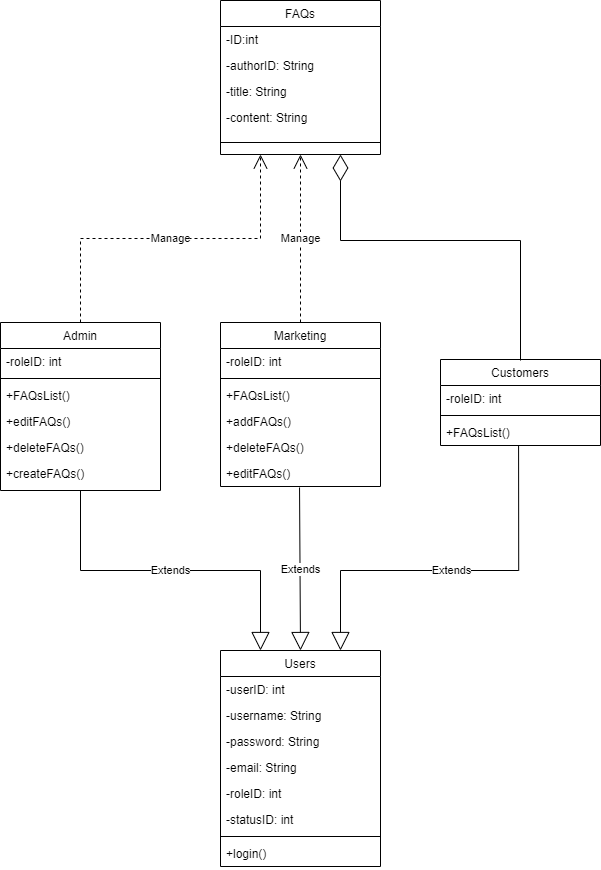 FAQs
-ID:int
-authorID: String
-title: String
-content: String
Manage
Manage
Admin
-roleID: int
+FAQsList()
+editFAQs()
+deleteFAQs()
+createFAQs()
Marketing
-roleID: int
+FAQsList()
+addFAQs()
+deleteFAQs()
+editFAQs()
Customers
-roleID: int
+FAQsList()
Extends
Extends
Extends
Users
-userID: int
-username: String
-password: String
-email: String
-roleID: int
-statusID: int
+login()